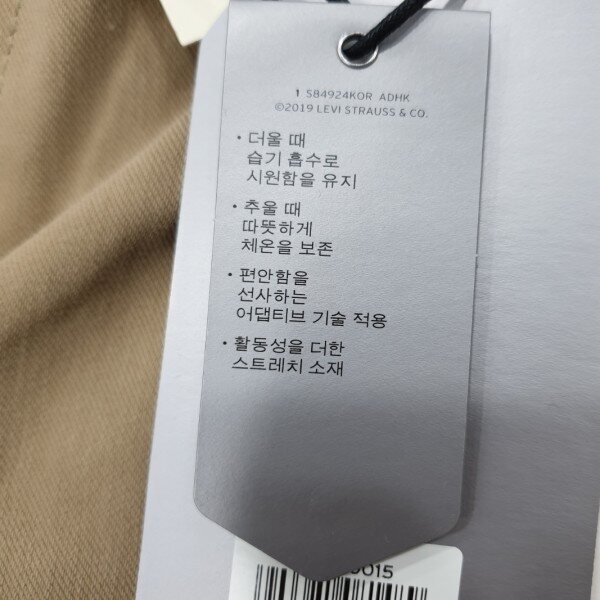 1 S84924KOR ADHK
©2019 LEVI STRAUSS & CO.
• 더울 때
습기 흡수로
시원함을 유지
• 추울 때
따뜻하게
체온을 보존
• 편안함을
선사하는
어댑티브 기술 적용
• 활동성을 더한
스트레치 소재